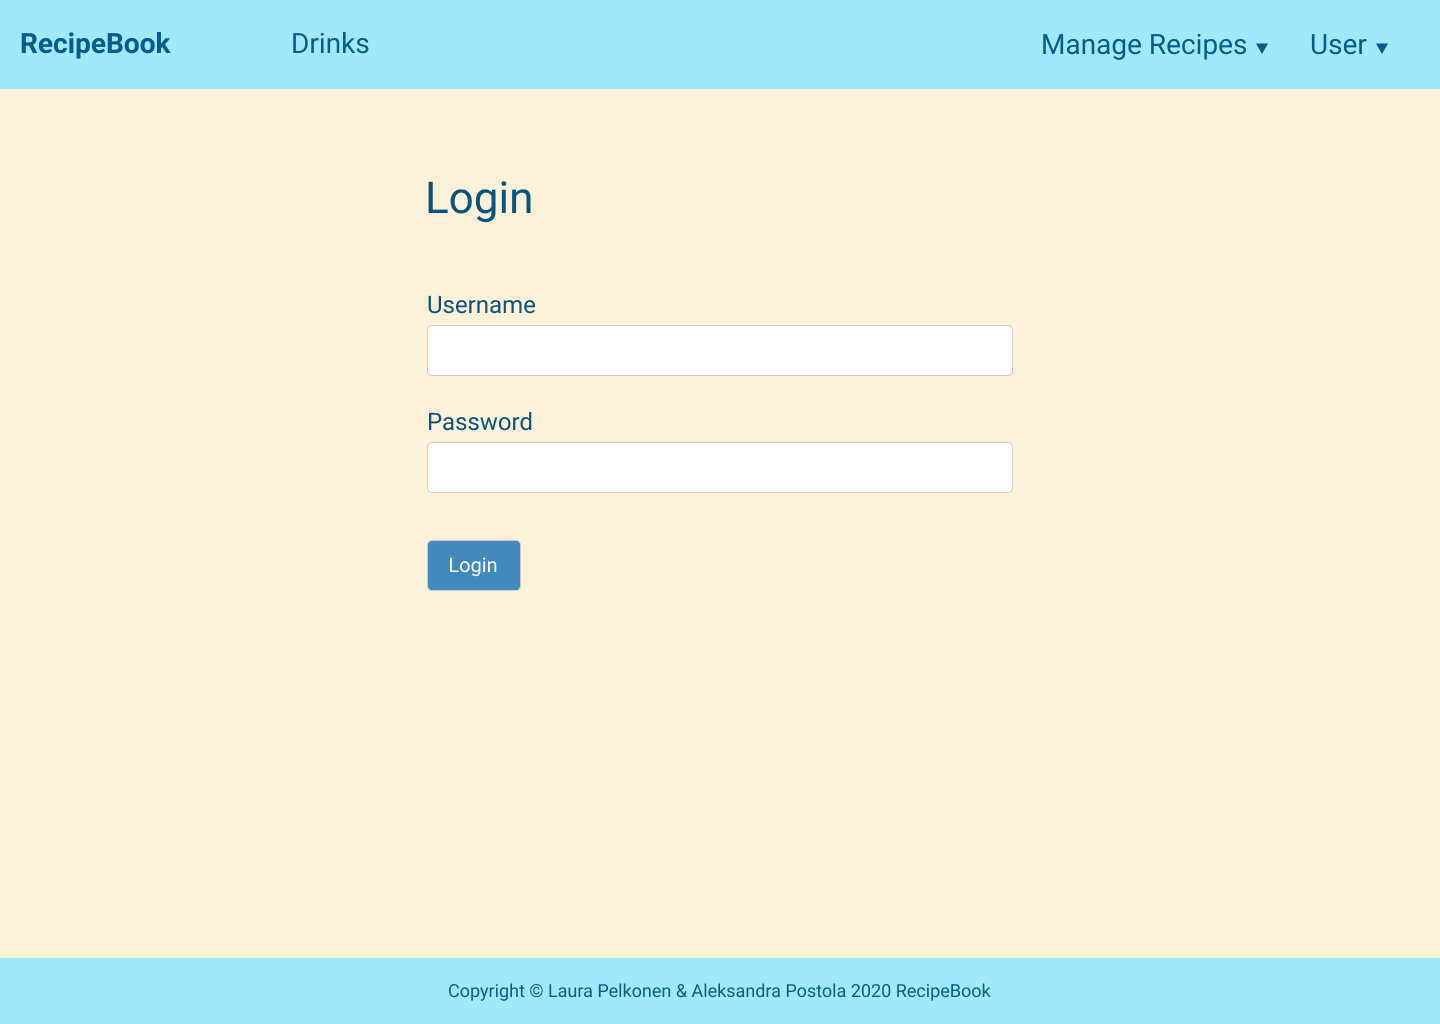 RecipeBook Drinks Manage Recipes ▼ User ▼
Login
Username
Password
Login
Copyright © Laura Pelkonen & Aleksandra Postola 2020 RecipeBook